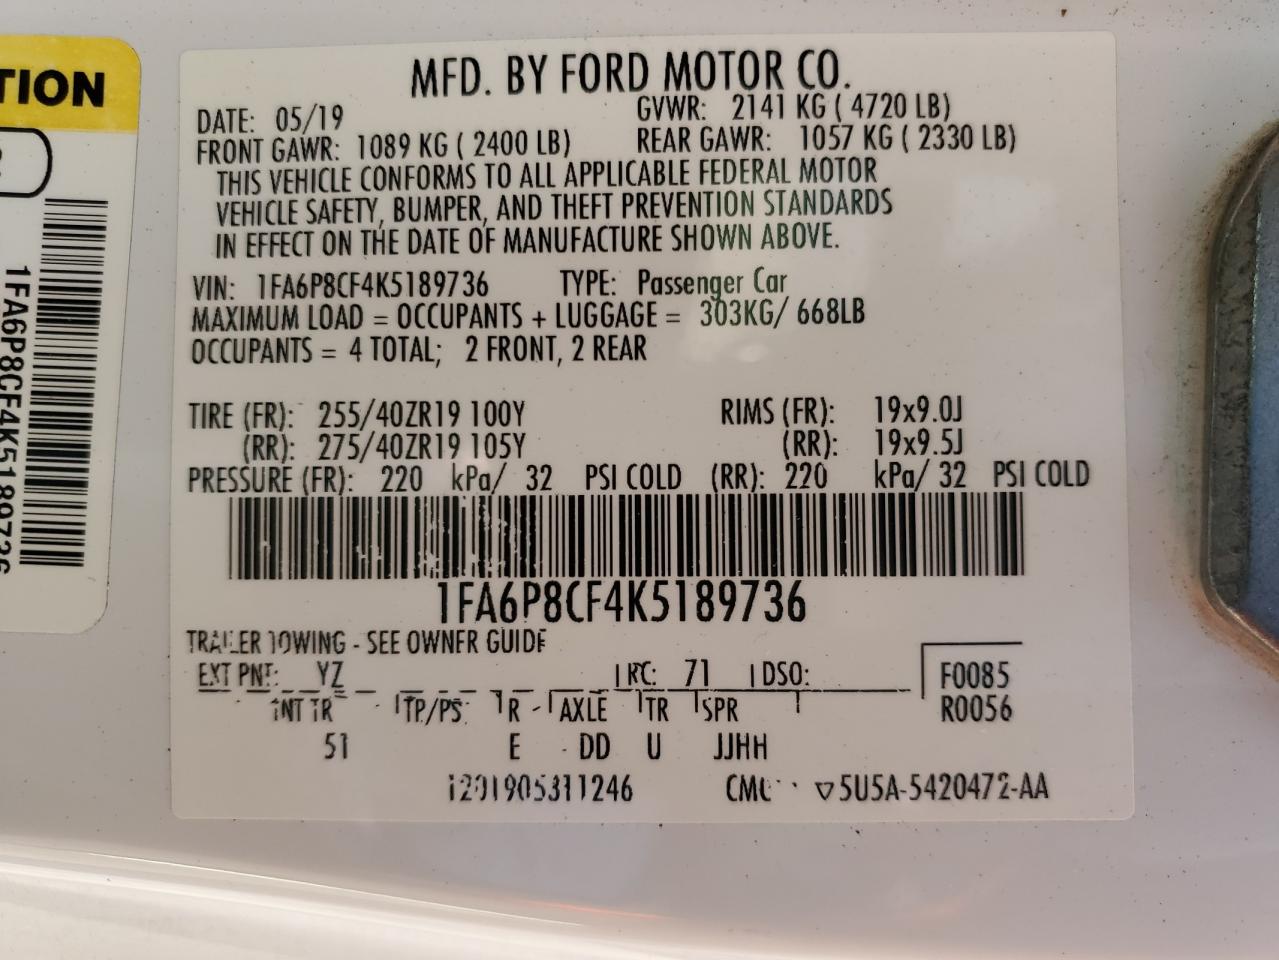 TION
1FA6P8CF4K5189736
MFD. BY FORD MOTOR CO.
DATE: 05/19 GVWR: 2141 KG ( 4720 LB)
FRONT GAWR: 1089 KG ( 2400 LB) REAR GAWR: 1057 KG ( 2330 LB)
THIS VEHICLE CONFORMS TO ALL APPLICABLE FEDERAL MOTOR
VEHICLE SAFETY, BUMPER, AND THEFT PREVENTION STANDARDS
IN EFFECT ON THE DATE OF MANUFACTURE SHOWN ABOVE.
VIN: 1FA6P8CF4K5189736 TYPE: Passenger Car
MAXIMUM LOAD = OCCUPANTS + LUGGAGE = 303KG/ 668LB
OCCUPANTS = 4 TOTAL; 2 FRONT, 2 REAR
TIRE (FR): 255/40ZR19 100Y RIMS (FR): 19x9.0J
(RR): 275/40ZR19 105Y (RR): 19x9.5J
PRESSURE (FR): 220 kPa/ 32 PSI COLD (RR): 220 kPa/ 32 PSI COLD
1FA6P8CF4K5189736
TRAILER TOWING - SEE OWNER GUIDE
EXT PNT: YZ RC: 71 DSO: F0085
INT TR TP/PS R AXLE TR SPR R0056
51 E DD U JJHH
1201905311246 ▽5U5A-5420472-AA